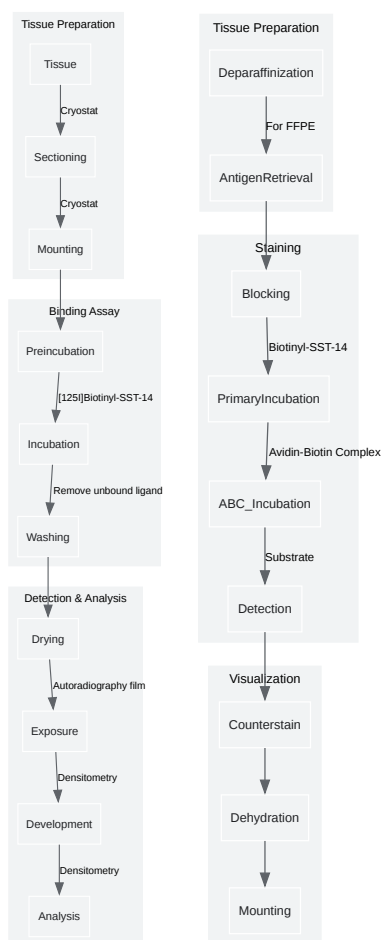 Tissue Preparation
Tissue
Cryostat
Sectioning
Cryostat
Mounting
Binding Assay
Preincubation
[125I]Biotinyl-SST-14
Incubation
Remove unbound ligand
Washing
Detection & Analysis
Drying
Autoradiography film
Exposure
Densitometry
Development
Densitometry
Analysis
Tissue Preparation
Deparaffinization
For FFPE
AntigenRetrieval
Staining
Blocking
Biotinyl-SST-14
PrimaryIncubation
Avidin-Biotin Complex
ABC_Incubation
Substrate
Detection
Visualization
Counterstain
Dehydration
Mounting